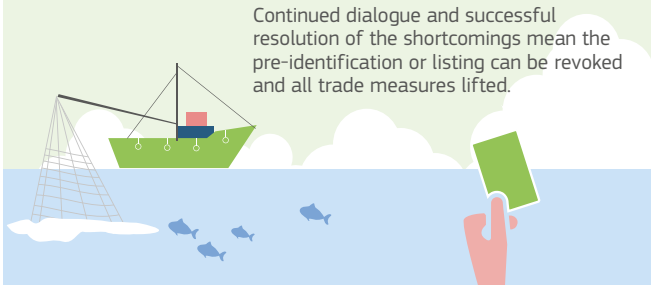 Continued dialogue and successful
resolution of the shortcomings mean the
pre-identification or listing can be revoked
and all trade measures lifted.